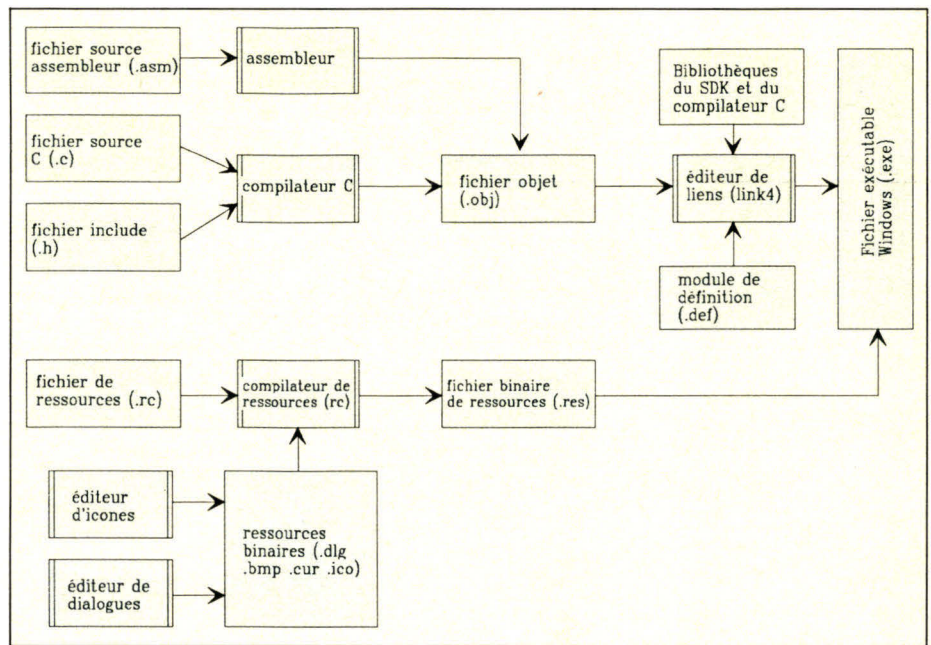 fichier source
assembleur (.asm)
assembleur
fichier source
C (.c)
fichier include
(.h)
compilateur C
fichier objet
(.obj)
Bibliothèques
du SDK et du
compilateur C
éditeur de
liens (link4)
module de
définition
(.def)
Fichier exécutable
Windows (.exe)
fichier de
ressources (.rc)
compilateur de
ressources (rc)
fichier binaire
de ressources (.res)
éditeur
d'icones
éditeur de
dialogues
ressources
binaires (.dlg
.bmp .cur .ico)